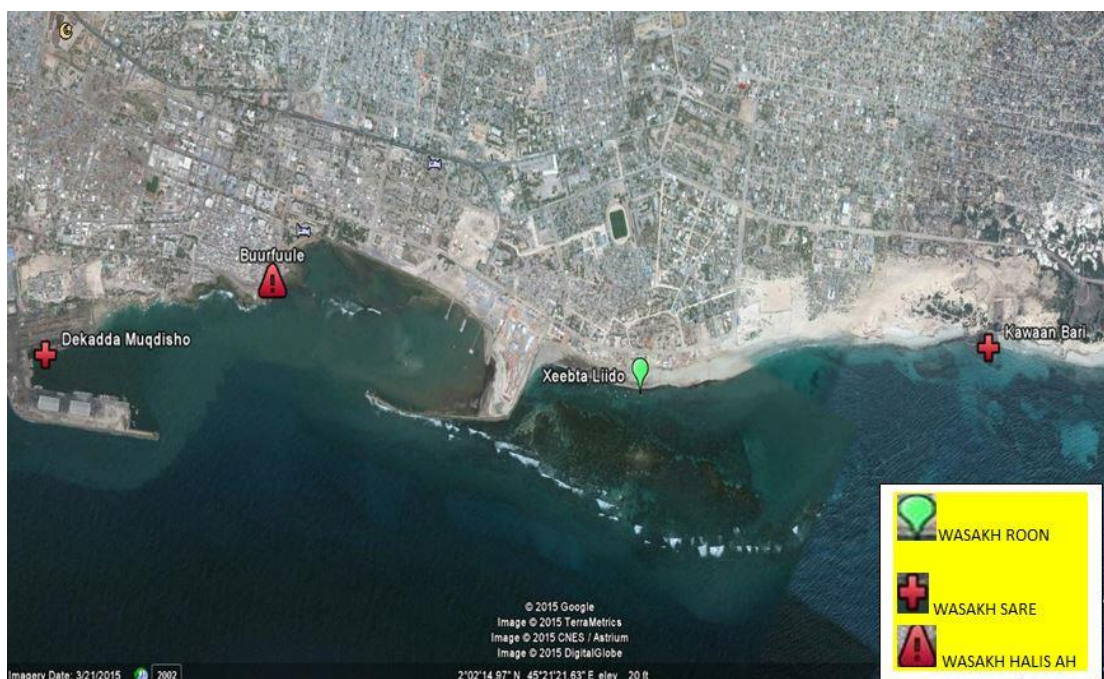 Buurfuule
Dekadda Muqdisho
Xeebta Liido
Kawaan Bari
WASAKH ROON
WASAKH SARE
WASAKH HALIS AH
© 2015 Google
Image © 2015 TerraMetrics
Image © 2015 CNES / Astrium
Image © 2015 DigitalGlobe
Imagery Date: 3/21/2015 2002 2°02'14.97" N 45°21'21.63" E elev 20 ft